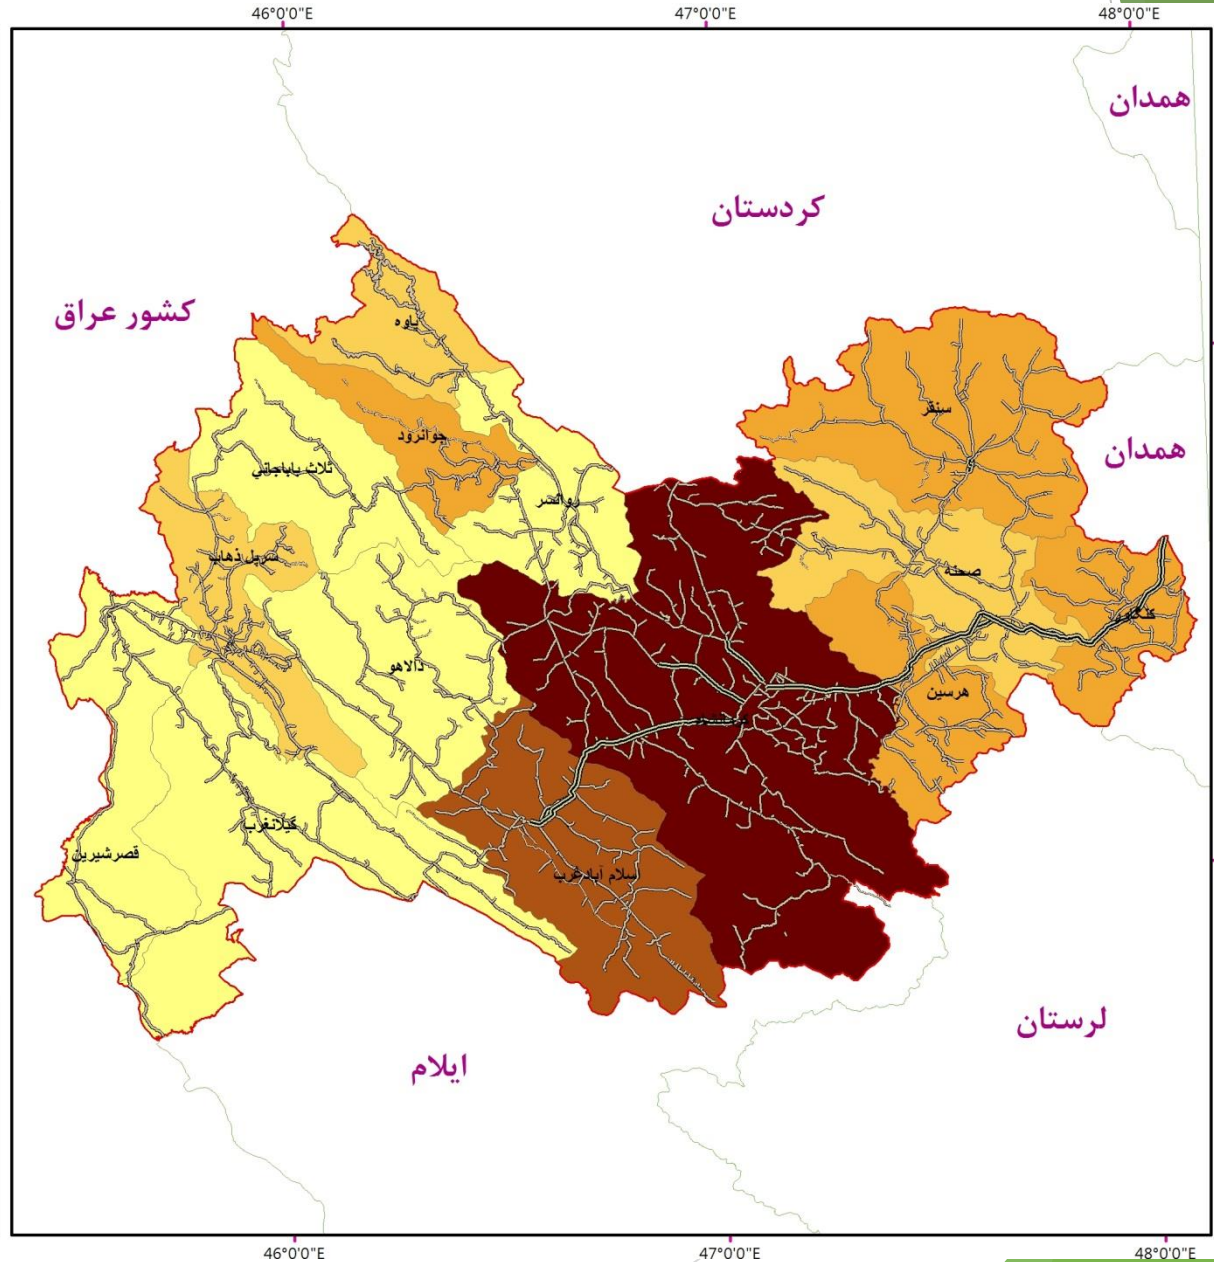 46°0'0"E 47°0'0"E 48°0'0"E
همدان
کردستان
کشور عراق
پاوه
سنقر
جوانرود
همدان
ثلاث باباجاني
روانسر
سرپل ذهاب
صحنه
کنگاور
دالاهو
هرسین
گیلانغرب
قصرشیرین
اسلام آبادغرب
لرستان
ایلام
46°0'0"E 47°0'0"E 48°0'0"E